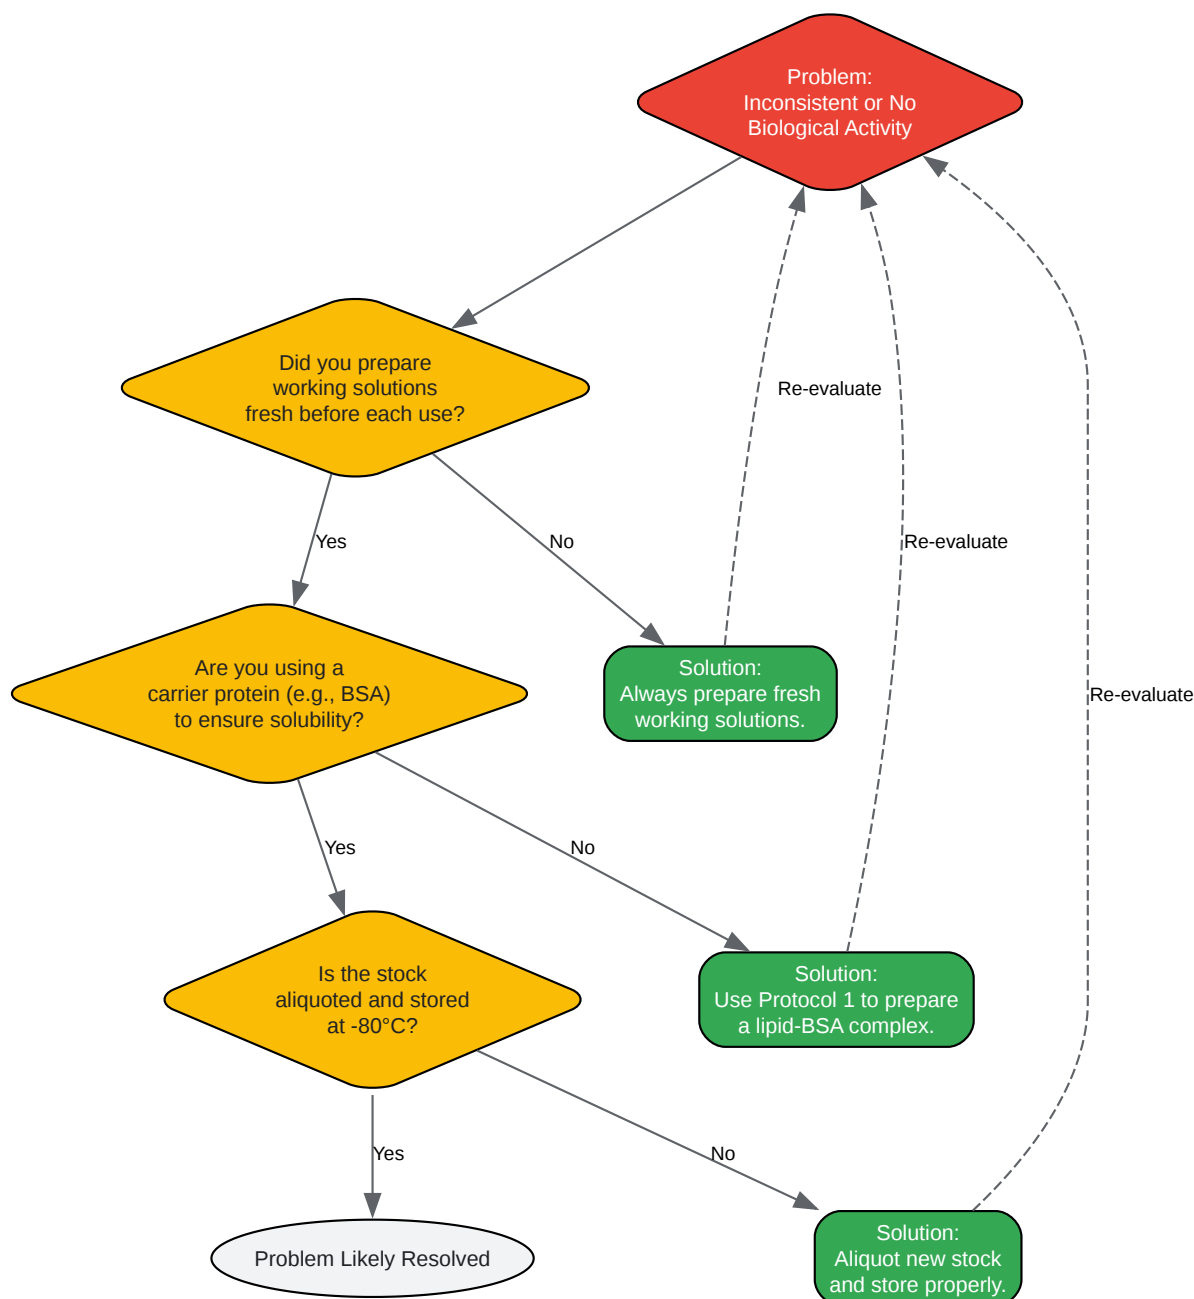 Problem:
Inconsistent or No
Biological Activity
Did you prepare
working solutions
fresh before each use?
Re-evaluate
Yes
No
Re-evaluate
Are you using a
carrier protein (e.g., BSA)
to ensure solubility?
Solution:
Always prepare fresh
working solutions.
Re-evaluate
Yes
No
Is the stock
aliquoted and stored
at -80°C?
Solution:
Use Protocol 1 to prepare
a lipid-BSA complex.
Yes
No
Problem Likely Resolved
Solution:
Aliquot new stock
and store properly.